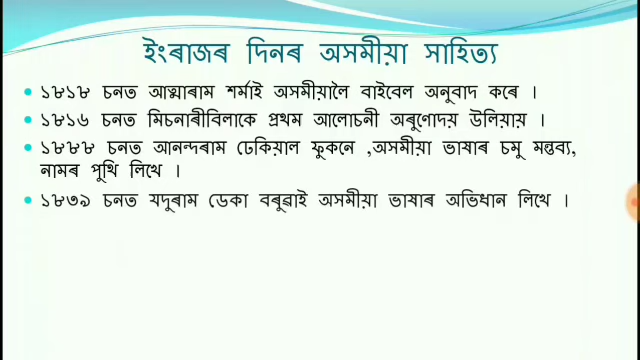 ইংৰাজৰ দিনৰ অসমীয়া সাহিত্য
১৮১৮ চনত আত্মাৰাম শৰ্মাই অসমীয়ালৈ বাইবেল অনুবাদ কৰে ।
১৮১৬ চনত মিচনাৰীবিলাকে প্ৰথম আলোচনী অৰুণোদয় উলিয়ায় ।
১৮৮৮ চনত আনন্দৰাম ঢেকিয়াল ফুকনে ,অসমীয়া ভাষাৰ চমু মন্তব্য,
নামৰ পুথি লিখে ।
১৮৩৯ চনত যদুৰাম ডেকা বৰুৱাই অসমীয়া ভাষাৰ অভিধান লিখে ।